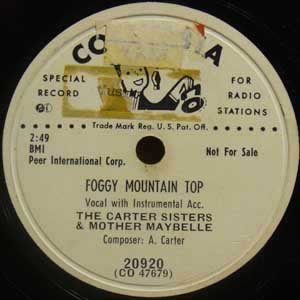 CO A
SPECIAL RECORD
FOR RADIO STATIONS
Trade Mark Reg. U. S. Pat. Off.
2:49
BMI
Not For Sale
Peer International Corp.
FOGGY MOUNTAIN TOP
Vocal with Instrumental Acc.
THE CARTER SISTERS
& MOTHER MAYBELLE
Composer: A. Carter
20920
(CO 47679)